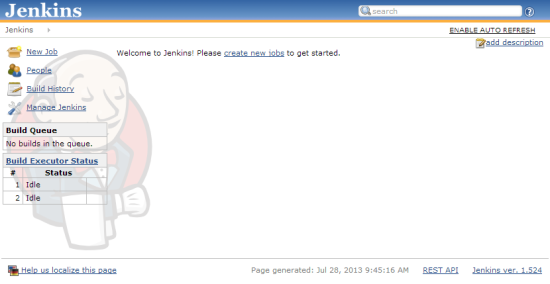 Jenkins
search
Jenkins
ENABLE AUTO REFRESH
add description
New Job
People
Build History
Manage Jenkins
Welcome to Jenkins! Please create new jobs to get started.
Build Queue
No builds in the queue.
Build Executor Status
# Status
1 Idle
2 Idle
Help us localize this page
Page generated: Jul 28, 2013 9:45:16 AM REST API Jenkins ver. 1.524